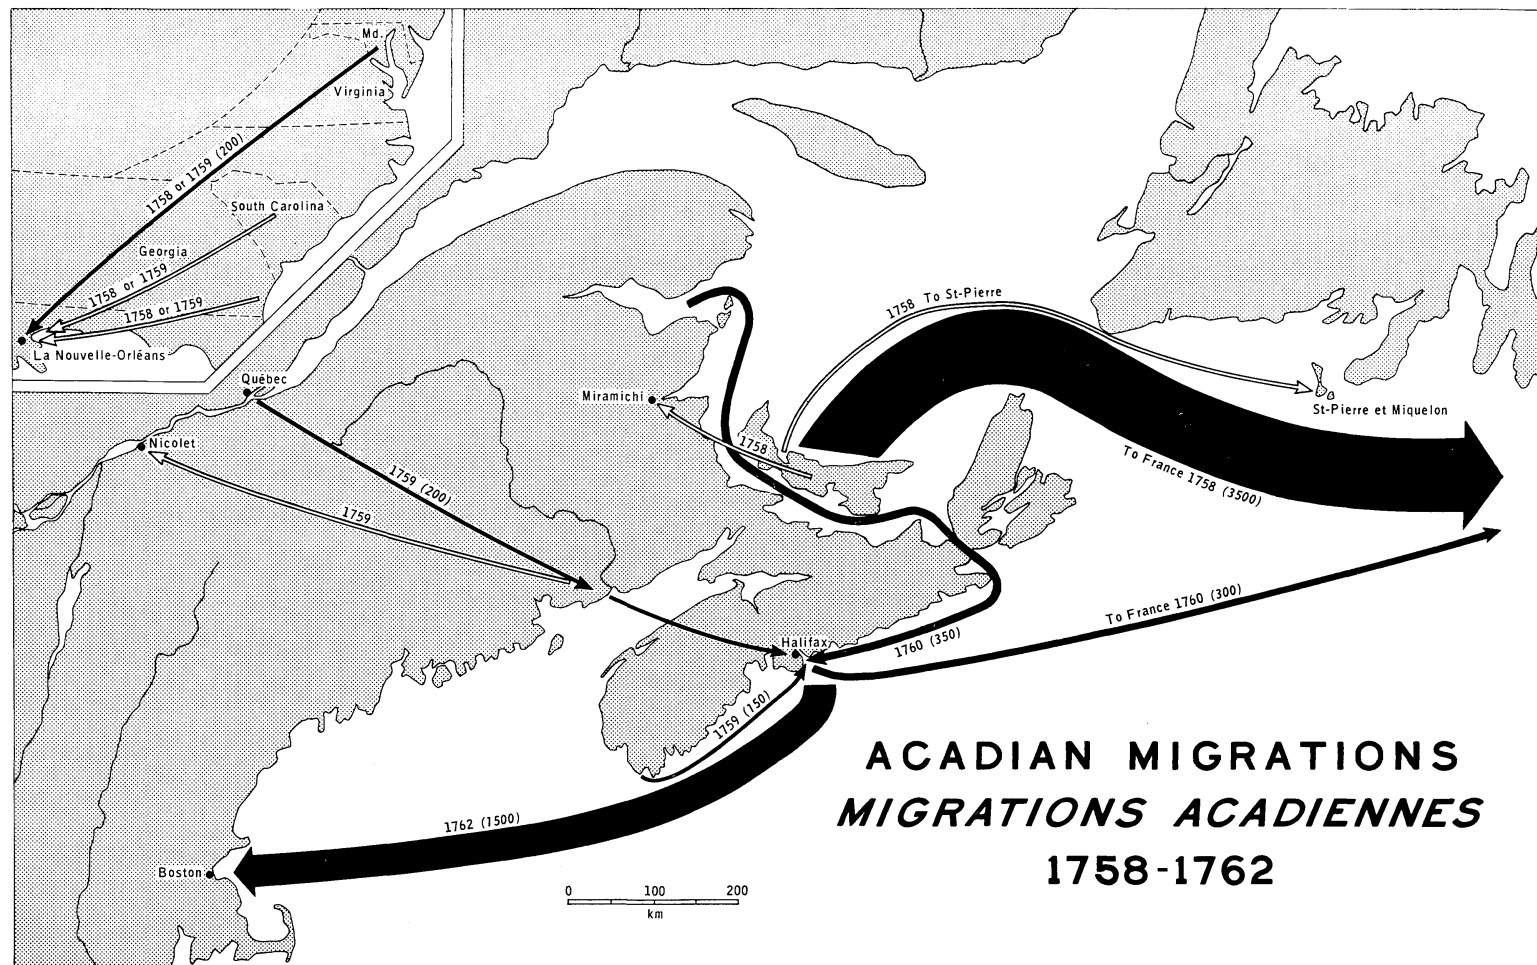 Md.
Virginia
1758 or 1759 (200)
South Carolina
Georgia
1758 or 1759
1758 or 1759
La Nouvelle-Orléans
Québec
Nicolet
1759 (200)
1759
Miramichi
1758
1758 To St-Pierre
St-Pierre et Miquelon
To France 1758 (3500)
To France 1760 (300)
Halifax
1760 (350)
1759 (150)
1762 (1500)
Boston
0 100 200
km
ACADIAN MIGRATIONS
MIGRATIONS ACADIENNES
1758-1762